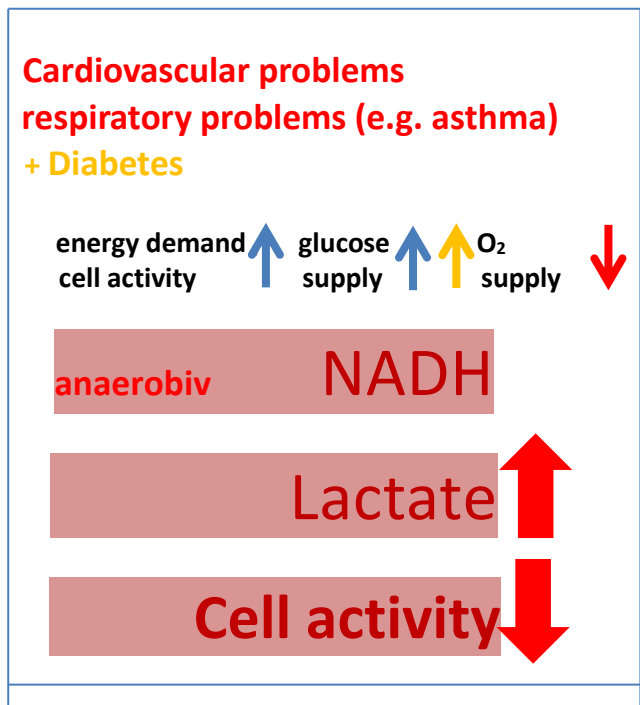 Cardiovascular problems
respiratory problems (e.g. asthma)
+ Diabetes
energy demand glucose O₂
cell activity supply supply
anaerobiv NADH
Lactate
Cell activity